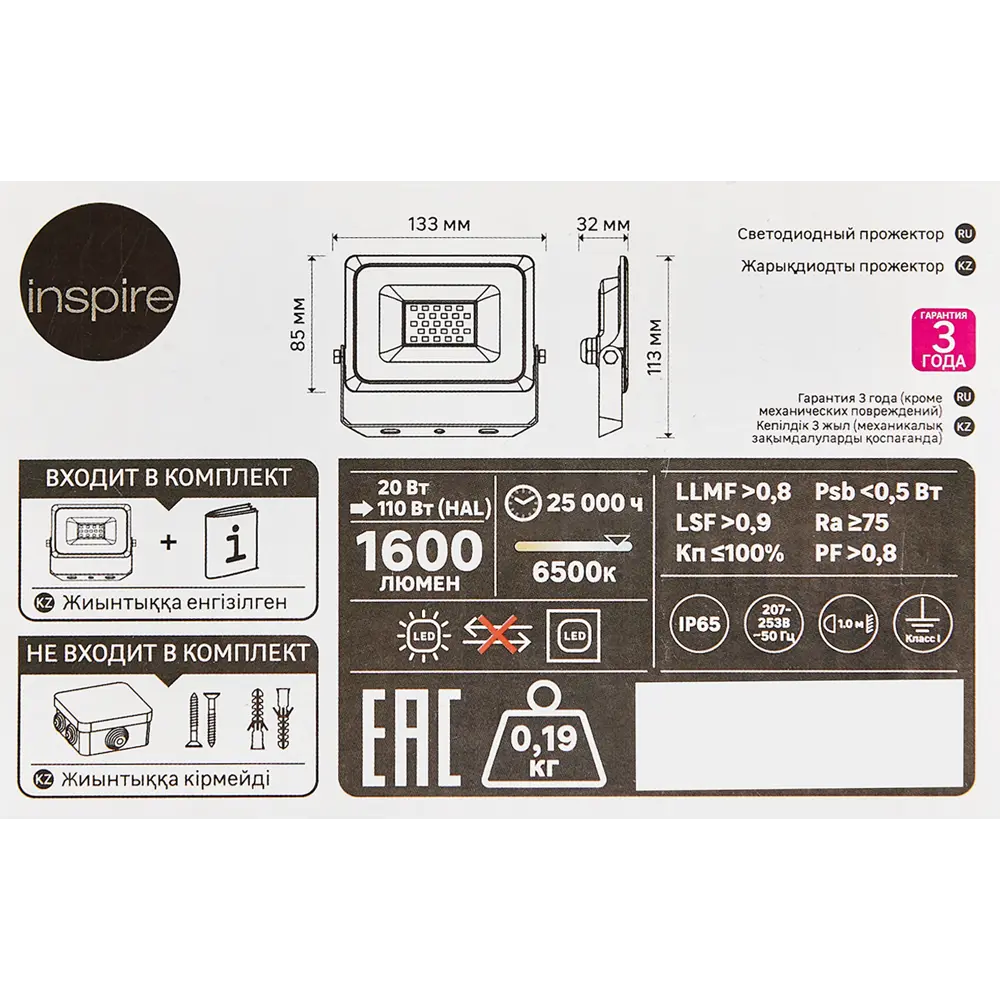 inspire
133 мм
32 мм
85 мм
113 мм
Светодиодный прожектор RU
Жарықдиодты прожектор KZ
ГАРАНТИЯ
3
ГОДА
Гарантия 3 года (кроме RU
механических повреждений)
Кепілдік 3 жыл (механикалық KZ
зақымдалуларды қоспағанда)
ВХОДИТ В КОМПЛЕКТ
+
i
KZ Жиынтыққа енгізілген
НЕ ВХОДИТ В КОМПЛЕКТ
KZ Жиынтыққа кірмейді
20 Вт
110 Вт (HAL)
1600
ЛЮМЕН
25 000 ч
6500к
LLMF >0,8 Psb <0,5 Вт
LSF >0,9 Ra ≥75
Кп ≤100% PF >0,8
LED
LED
IP65
207-
253В
~50 Гц
1.0 м
Класс I
EAC
0,19
кг